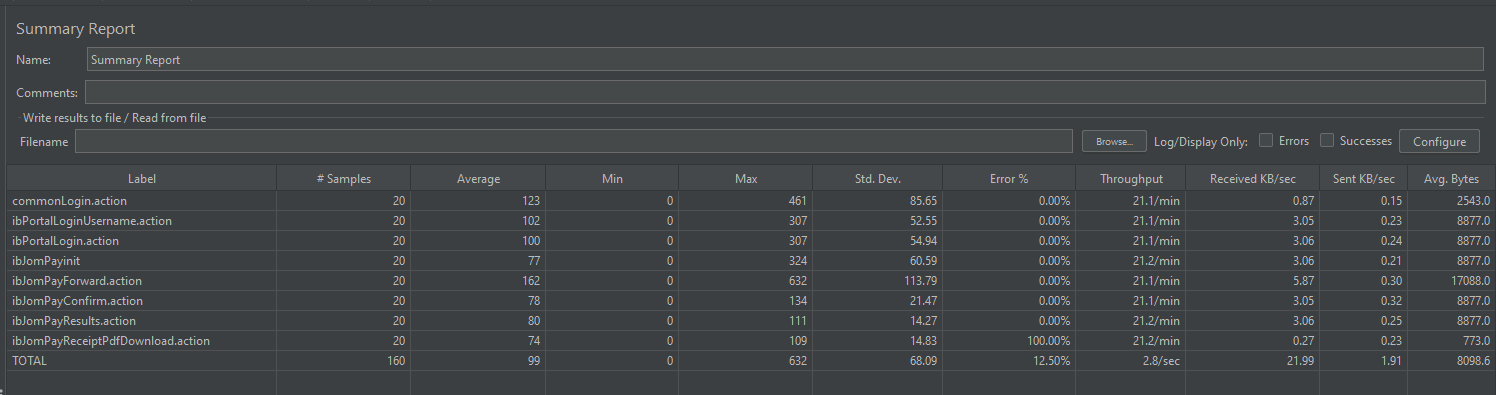 Summary Report
Name: Summary Report
Comments:
Write results to file / Read from file
Filename Browse... Log/Display Only: Errors Successes Configure
Label # Samples Average Min Max Std. Dev. Error % Throughput Received KB/sec Sent KB/sec Avg. Bytes
commonLogin.action 20 123 0 461 85.65 0.00% 21.1/min 0.87 0.15 2543.0
ibPortalLoginUsername.action 20 102 0 307 52.55 0.00% 21.1/min 3.05 0.23 8877.0
ibPortalLogin.action 20 100 0 307 54.94 0.00% 21.1/min 3.06 0.24 8877.0
ibJomPayinit 20 77 0 324 60.59 0.00% 21.2/min 3.06 0.21 8877.0
ibJomPayForward.action 20 162 0 632 113.79 0.00% 21.1/min 5.87 0.30 17088.0
ibJomPayConfirm.action 20 78 0 134 21.47 0.00% 21.1/min 3.05 0.32 8877.0
ibJomPayResults.action 20 80 0 111 14.27 0.00% 21.2/min 3.06 0.25 8877.0
ibJomPayReceiptPdfDownload.action 20 74 0 109 14.83 100.00% 21.2/min 0.27 0.23 773.0
TOTAL 160 99 0 632 68.09 12.50% 2.8/sec 21.99 1.91 8098.6